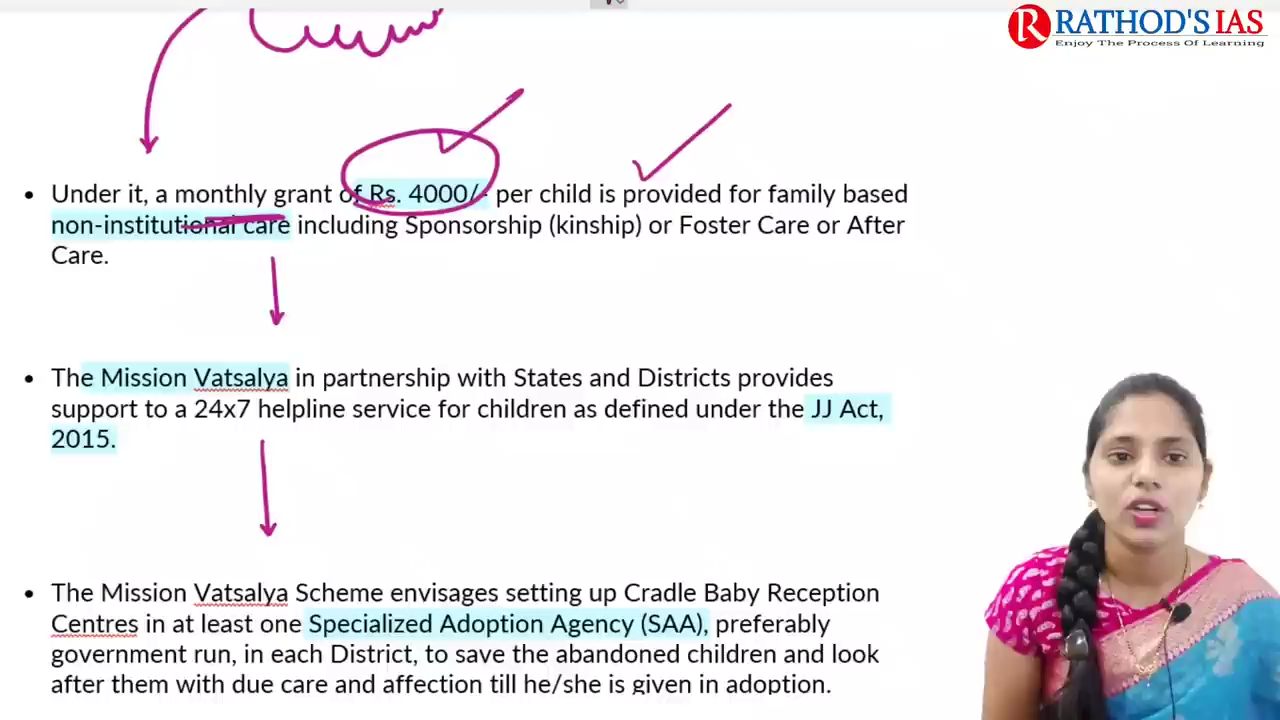 RATHOD'S IAS
Enjoy The Process Of Learning
• Under it, a monthly grant of Rs. 4000/- per child is provided for family based
non-institutional care including Sponsorship (kinship) or Foster Care or After
Care.
• The Mission Vatsalya in partnership with States and Districts provides
support to a 24x7 helpline service for children as defined under the JJ Act,
2015.
• The Mission Vatsalya Scheme envisages setting up Cradle Baby Reception
Centres in at least one Specialized Adoption Agency (SAA), preferably
government run, in each District, to save the abandoned children and look
after them with due care and affection till he/she is given in adoption.